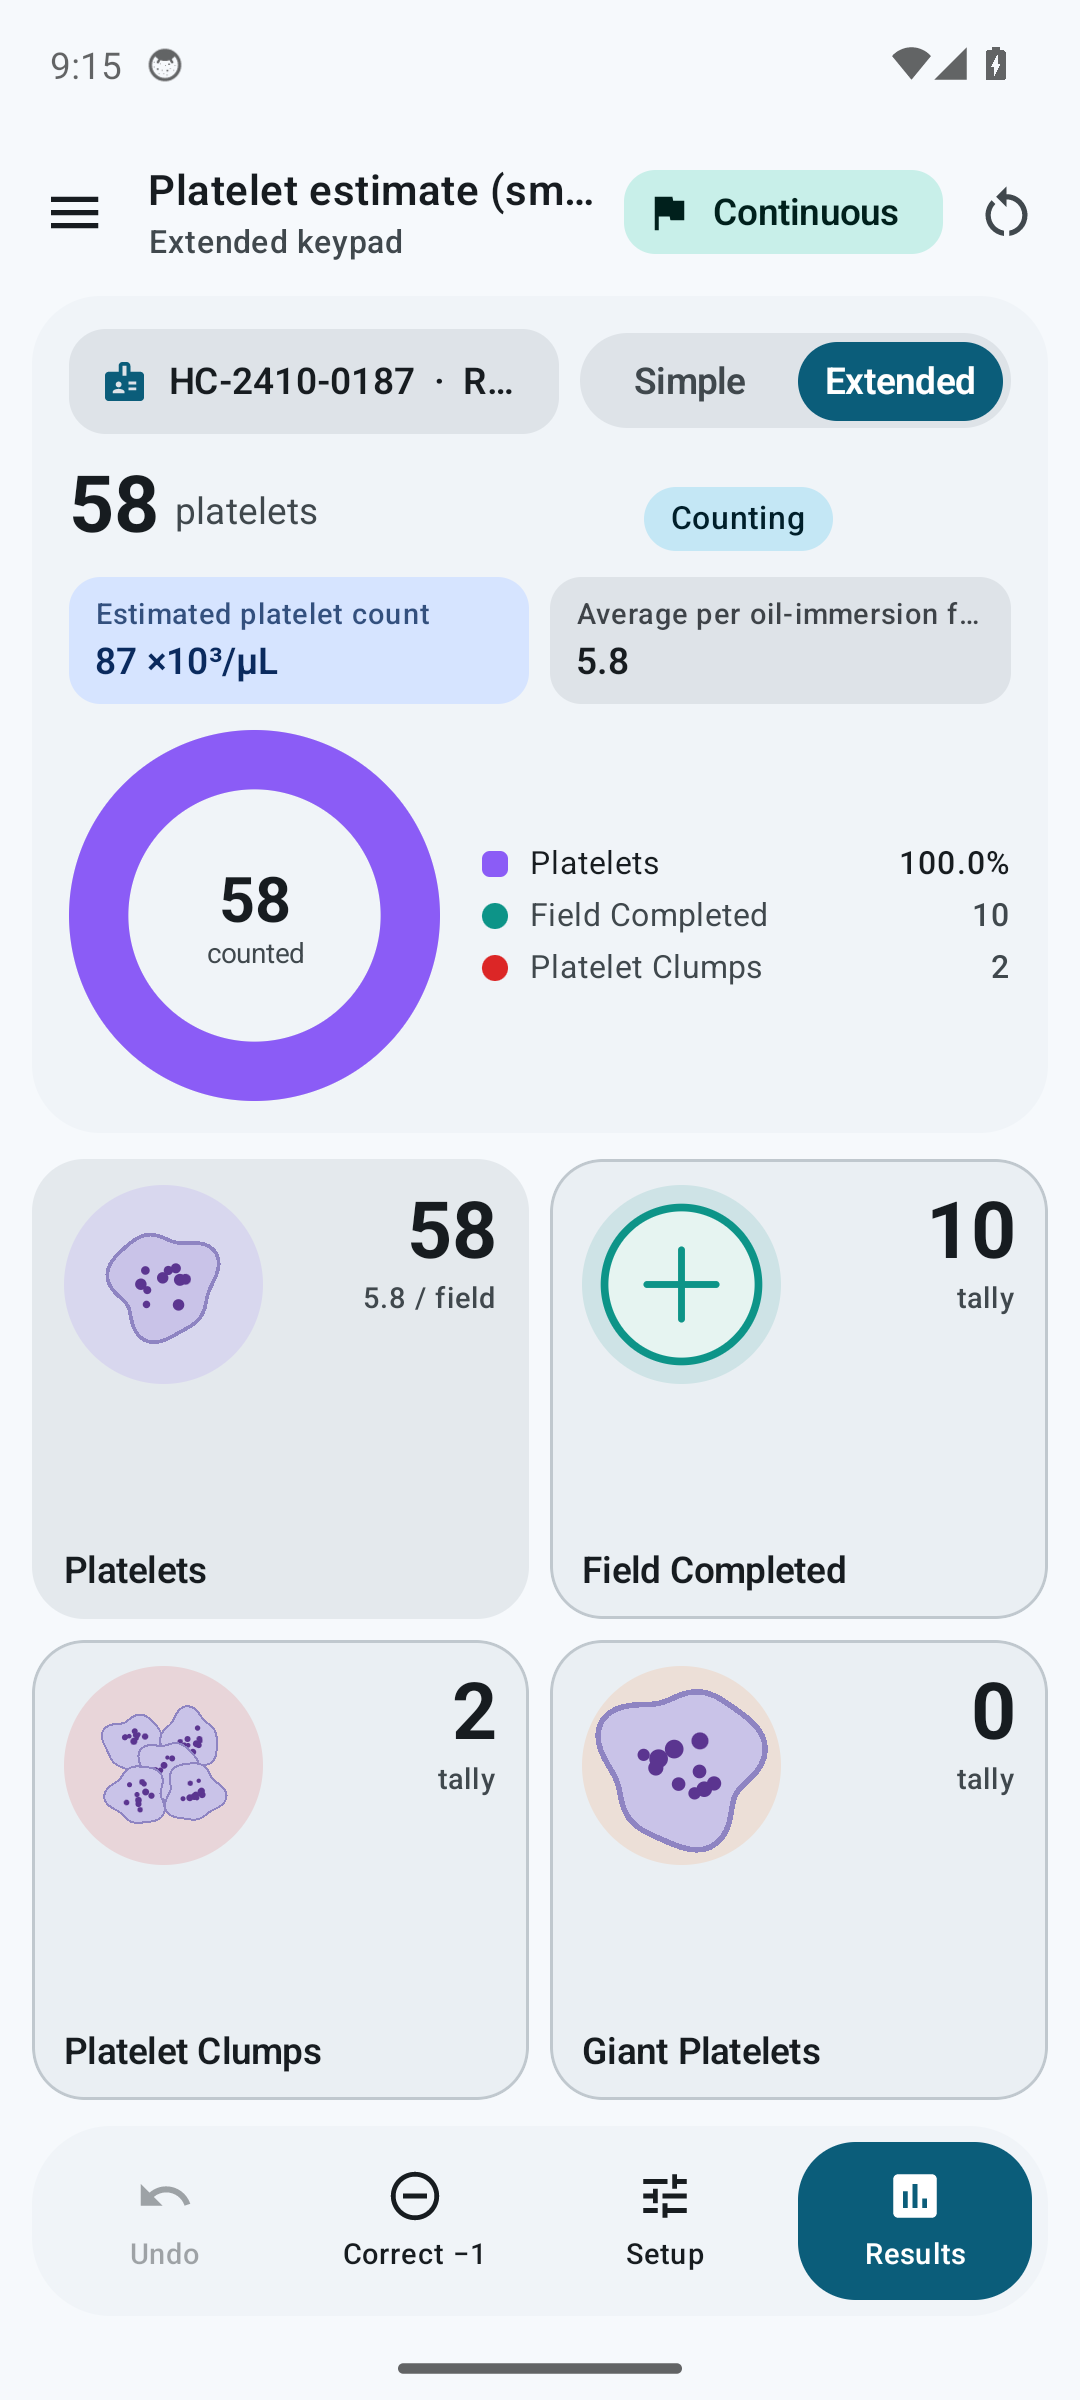 9:15
Platelet estimate (sm...
Extended keypad
Continuous
HC-2410-0187 · R...
Simple
Extended
58 platelets
Counting
Estimated platelet count
87 ×10³/µL
Average per oil-immersion f...
5.8
58
counted
Platelets 100.0%
Field Completed 10
Platelet Clumps 2
58
5.8 / field
Platelets
10
tally
Field Completed
2
tally
Platelet Clumps
0
tally
Giant Platelets
Undo
Correct −1
Setup
Results